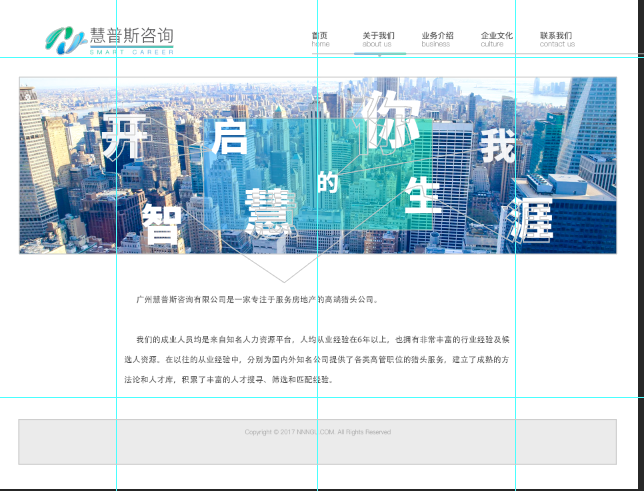 慧普斯咨询
SMART CAREER
首页 关于我们 业务介绍 企业文化 联系我们
home about us business culture contact us
开启你我
智慧的生涯
广州慧普斯咨询有限公司是一家专注于服务房地产的高端猎头公司。
我们的成业人员均是来自知名人力资源平台，人均从业经验在6年以上，也拥有非常丰富的行业经验及候
选人资源。在以往的从业经验中，分别为国内外知名公司提供了各类高管职位的猎头服务，建立了成熟的方
法论和人才库，积累了丰富的人才搜寻、筛选和匹配经验。
Copyright © 2017 NNNGU.COM. All Rights Reserved